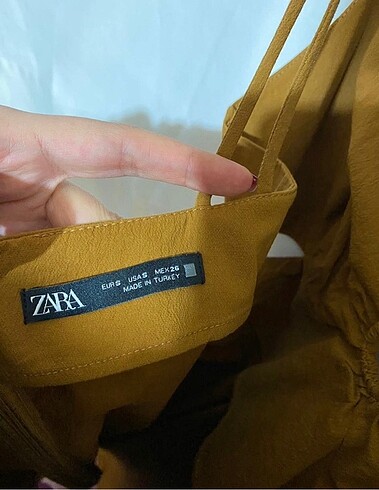 ZARA
EUR S USA S MEX 26
MADE IN TURKEY